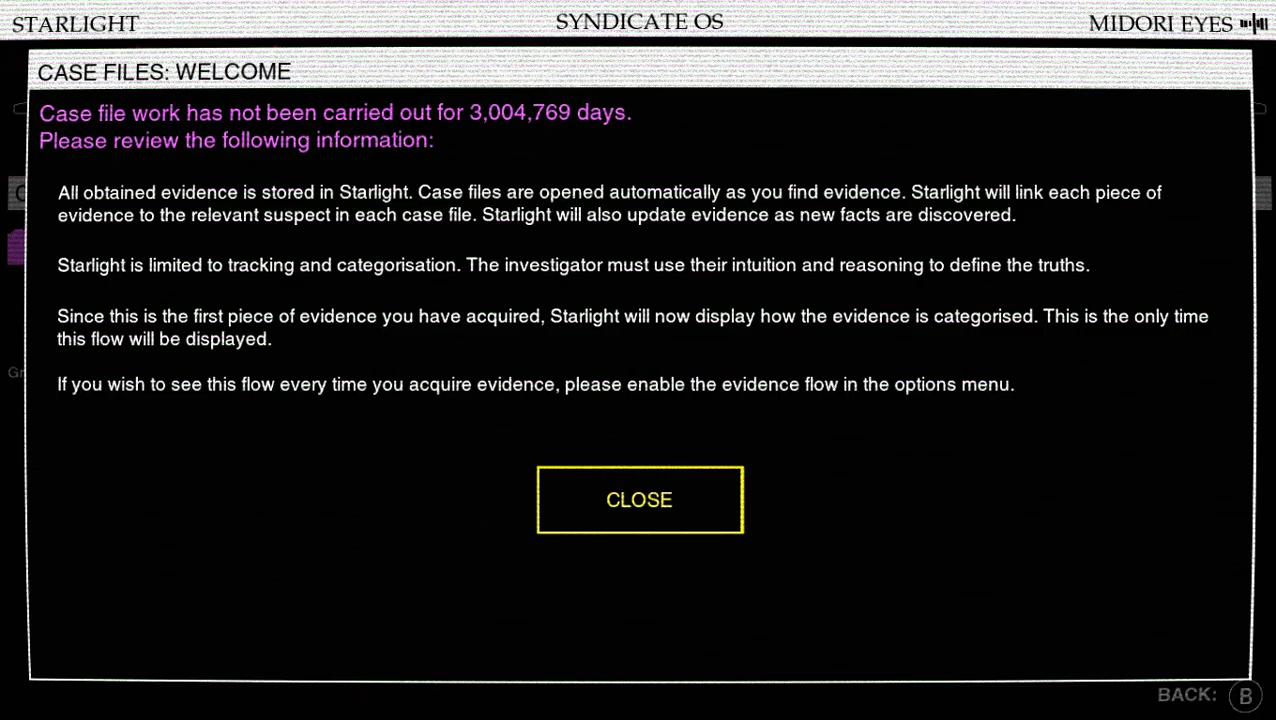 STARLIGHT
SYNDICATE OS
MIDORI EYES
CASE FILES: WELCOME
Case file work has not been carried out for 3,004,769 days.
Please review the following information:
All obtained evidence is stored in Starlight. Case files are opened automatically as you find evidence. Starlight will link each piece of
evidence to the relevant suspect in each case file. Starlight will also update evidence as new facts are discovered.
Starlight is limited to tracking and categorisation. The investigator must use their intuition and reasoning to define the truths.
Since this is the first piece of evidence you have acquired, Starlight will now display how the evidence is categorised. This is the only time
this flow will be displayed.
If you wish to see this flow every time you acquire evidence, please enable the evidence flow in the options menu.
CLOSE
BACK: B